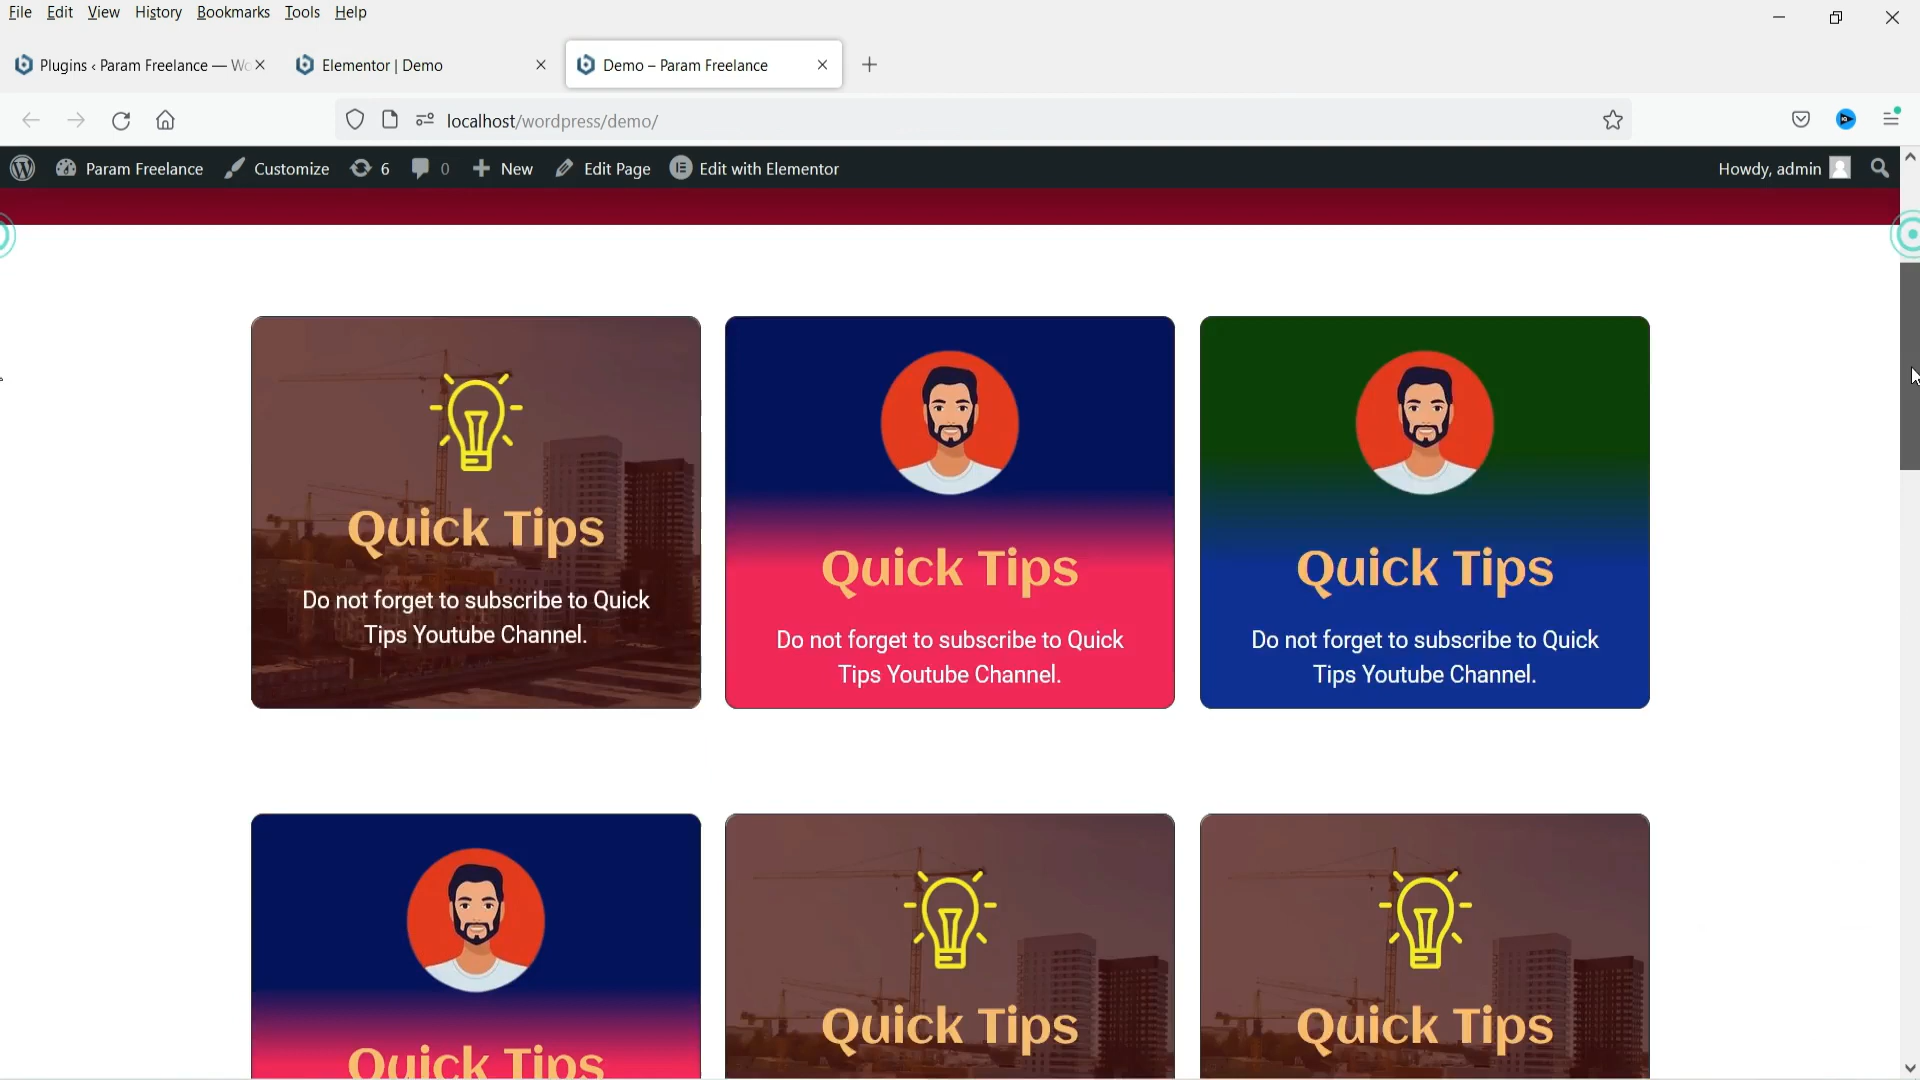 File Edit View History Bookmarks Tools Help
Plugins ‹ Param Freelance — Wo
Elementor | Demo
Demo – Param Freelance
localhost/wordpress/demo/
Param Freelance
Customize
6
0
New
Edit Page
Edit with Elementor
Howdy, admin
Quick Tips
Do not forget to subscribe to Quick
Tips Youtube Channel.
Quick Tips
Do not forget to subscribe to Quick
Tips Youtube Channel.
Quick Tips
Do not forget to subscribe to Quick
Tips Youtube Channel.
Quick Tips
Quick Tips
Quick Tips